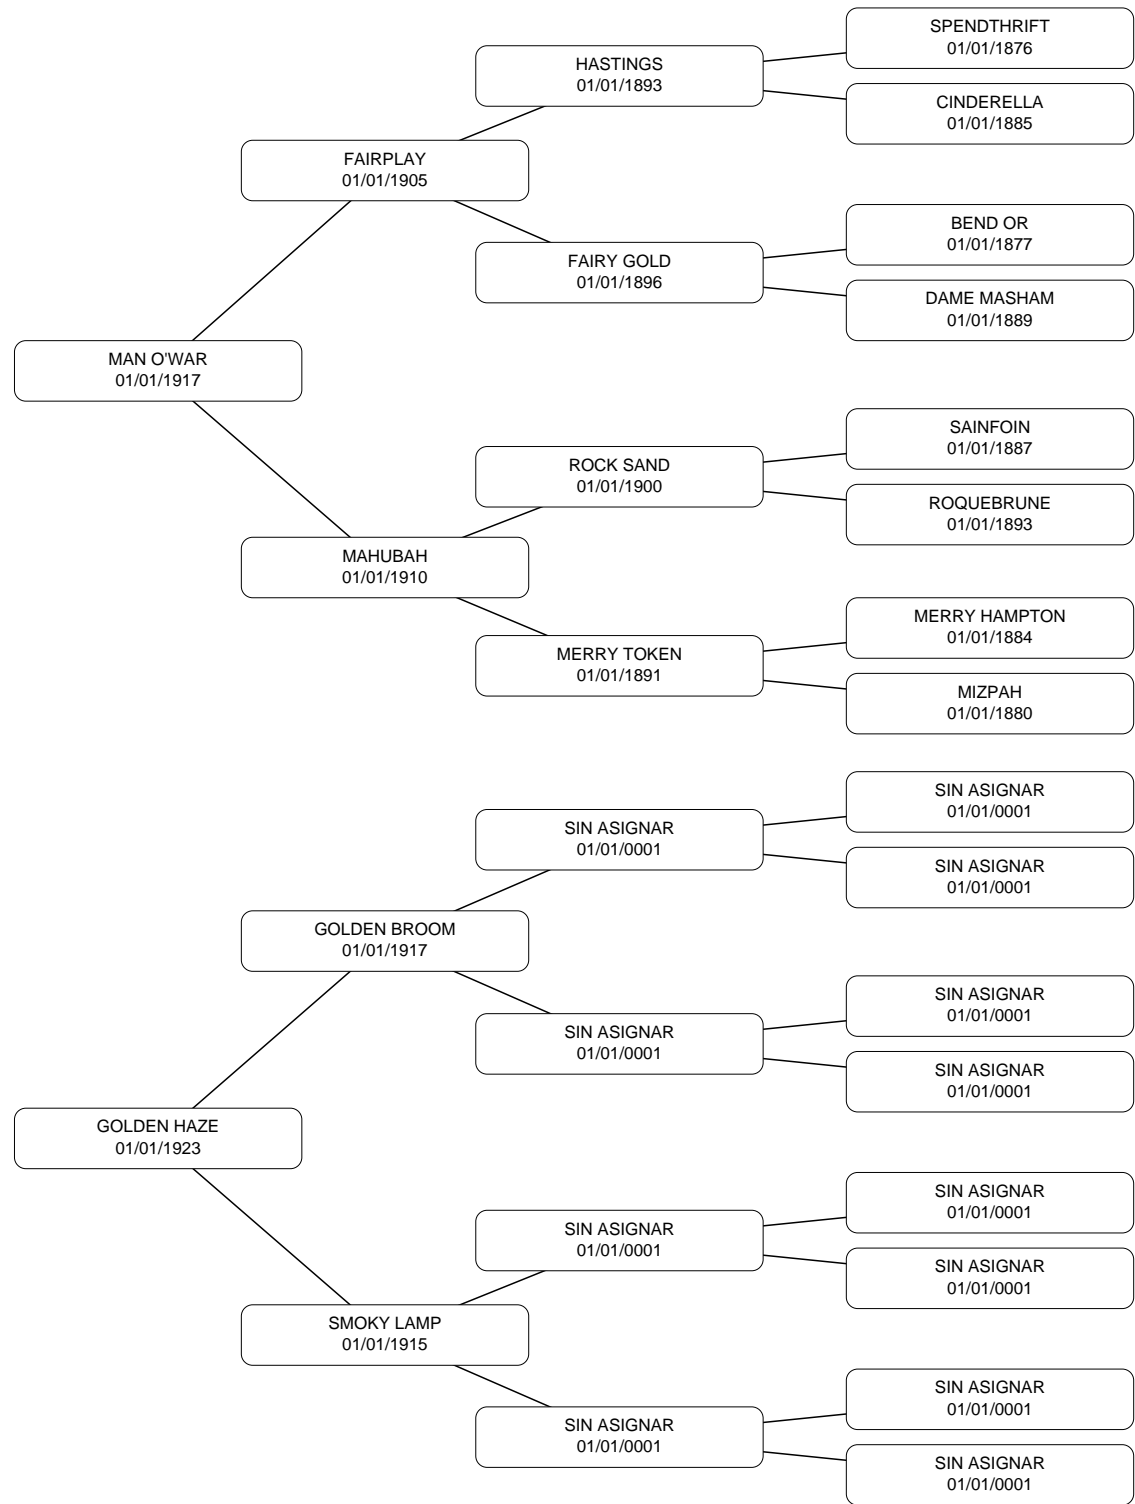 SPENDTHRIFT
01/01/1876
HASTINGS
01/01/1893
CINDERELLA
01/01/1885
FAIRPLAY
01/01/1905
BEND OR
01/01/1877
FAIRY GOLD
01/01/1896
DAME MASHAM
01/01/1889
MAN O'WAR
01/01/1917
SAINFOIN
01/01/1887
ROCK SAND
01/01/1900
ROQUEBRUNE
01/01/1893
MAHUBAH
01/01/1910
MERRY HAMPTON
01/01/1884
MERRY TOKEN
01/01/1891
MIZPAH
01/01/1880
SIN ASIGNAR
01/01/0001
SIN ASIGNAR
01/01/0001
SIN ASIGNAR
01/01/0001
GOLDEN BROOM
01/01/1917
SIN ASIGNAR
01/01/0001
SIN ASIGNAR
01/01/0001
SIN ASIGNAR
01/01/0001
GOLDEN HAZE
01/01/1923
SIN ASIGNAR
01/01/0001
SIN ASIGNAR
01/01/0001
SIN ASIGNAR
01/01/0001
SMOKY LAMP
01/01/1915
SIN ASIGNAR
01/01/0001
SIN ASIGNAR
01/01/0001
SIN ASIGNAR
01/01/0001